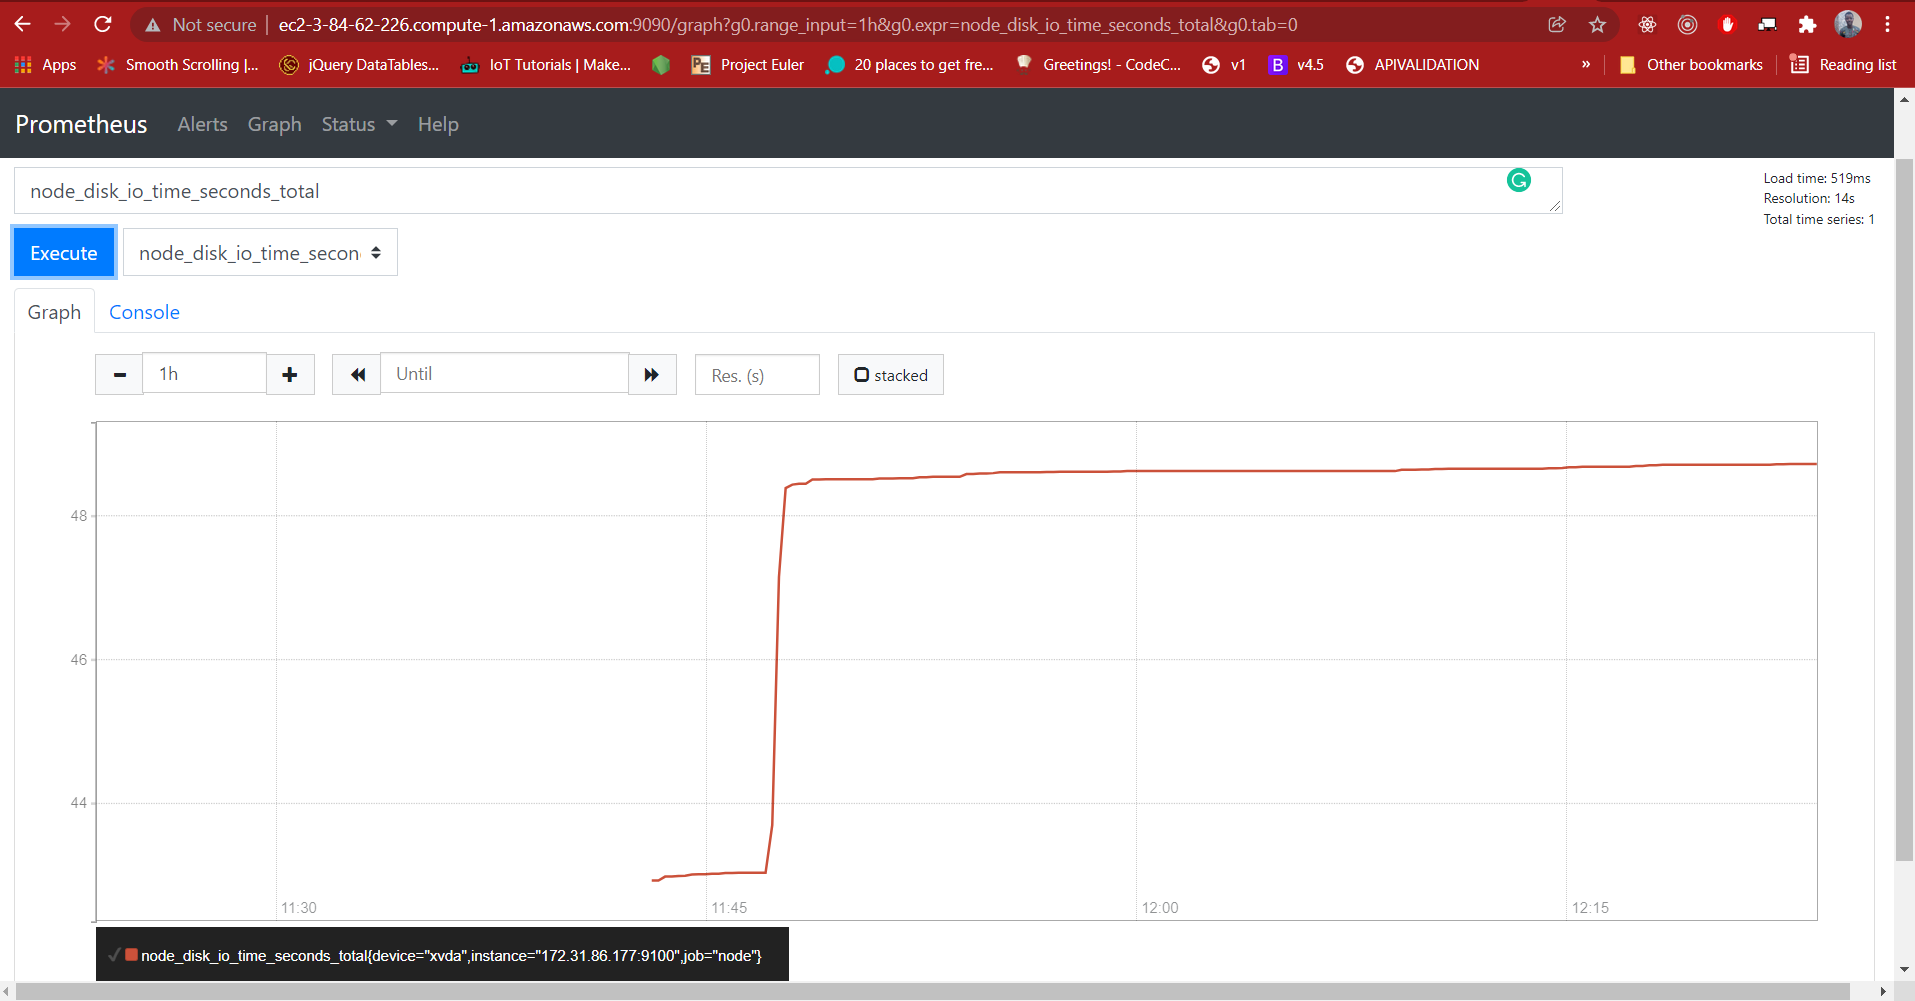 Not secure | ec2-3-84-62-226.compute-1.amazonaws.com:9090/graph?g0.range_input=1h&g0.expr=node_disk_io_time_seconds_total&g0.tab=0
Apps Smooth Scrolling |... jQuery DataTables... IoT Tutorials | Make... PE Project Euler 20 places to get fre... Greetings! - CodeC... v1 B v4.5 APIVALIDATION » Other bookmarks Reading list
Prometheus Alerts Graph Status Help
node_disk_io_time_seconds_total
Load time: 519ms
Resolution: 14s
Total time series: 1
Execute node_disk_io_time_secon
Graph Console
1h Until Res. (s) stacked
48
46
44
11:30 11:45 12:00 12:15
node_disk_io_time_seconds_total{device="xvda",instance="172.31.86.177:9100",job="node"}